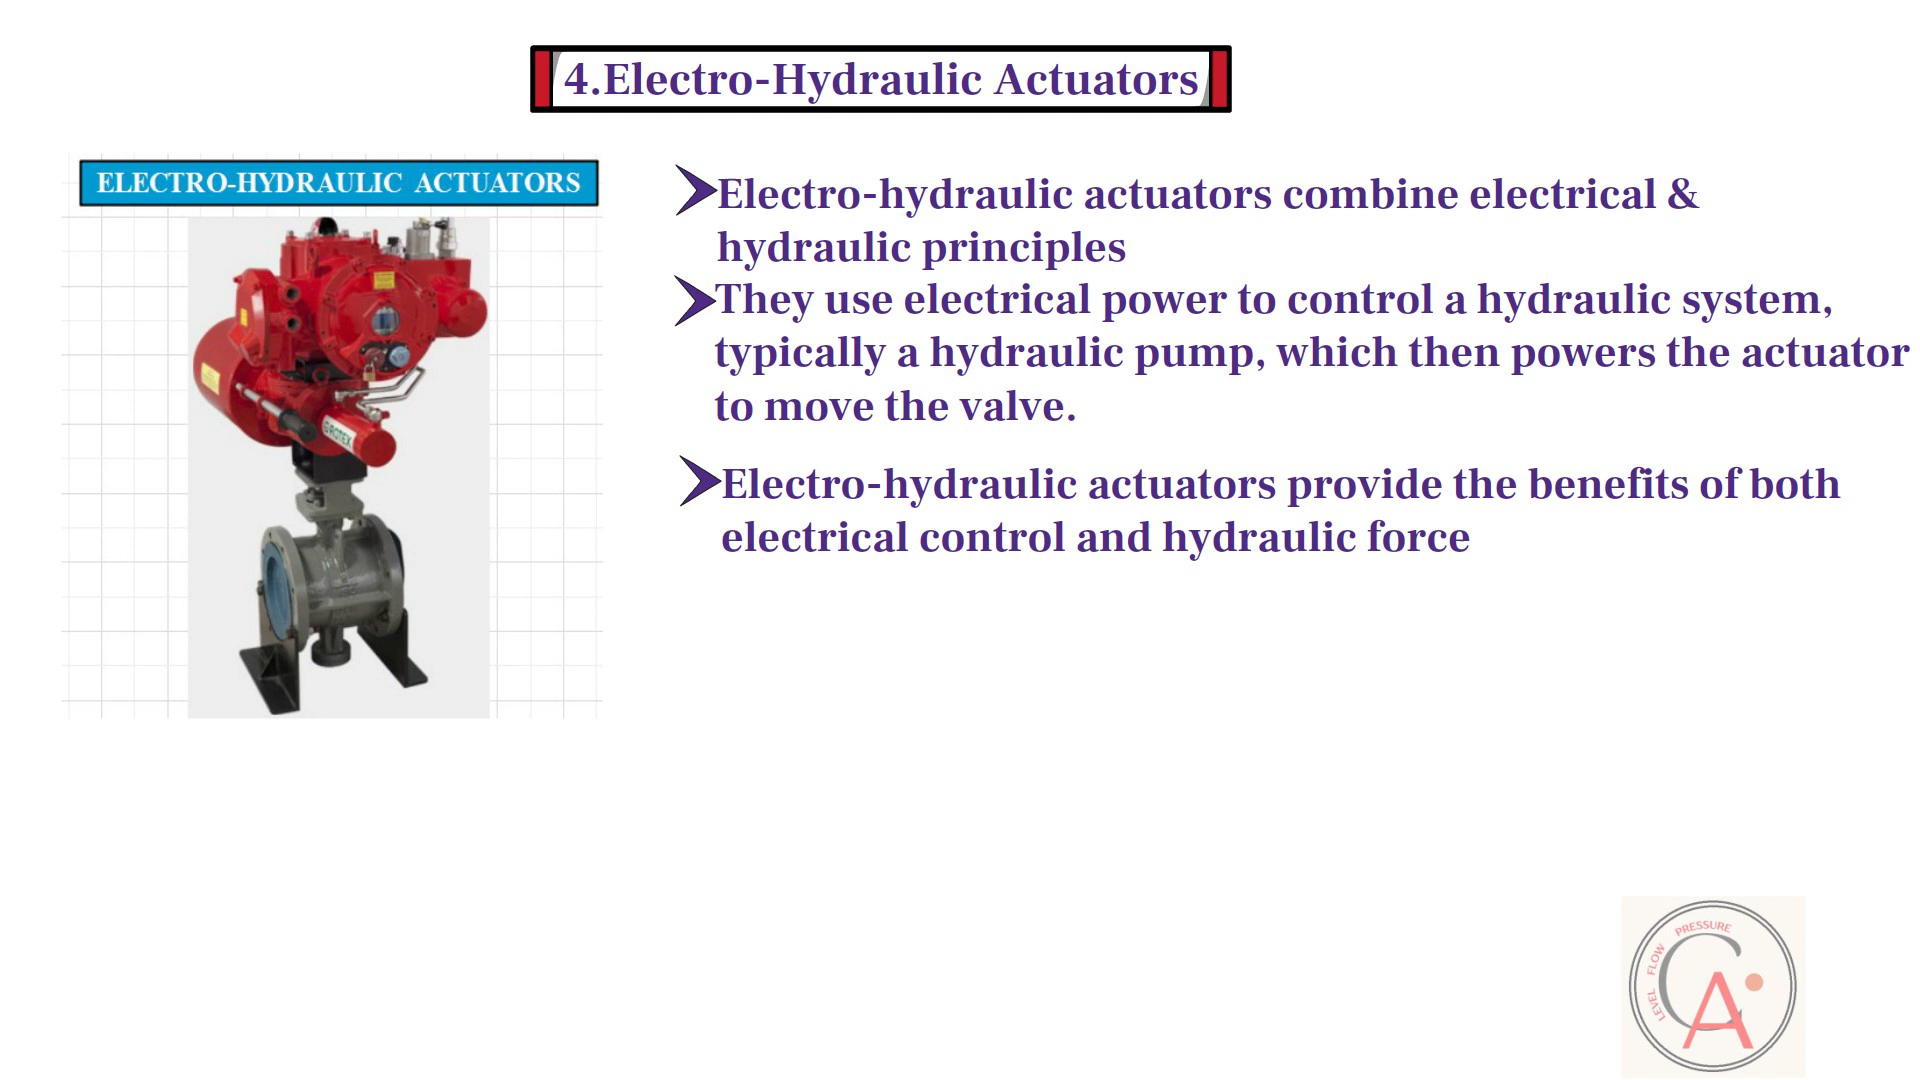 4.Electro-Hydraulic Actuators
ELECTRO-HYDRAULIC ACTUATORS
Electro-hydraulic actuators combine electrical &
hydraulic principles
They use electrical power to control a hydraulic system,
typically a hydraulic pump, which then powers the actuator
to move the valve.
Electro-hydraulic actuators provide the benefits of both
electrical control and hydraulic force
ROTEX
LEVEL FLOW PRESSURE
CA